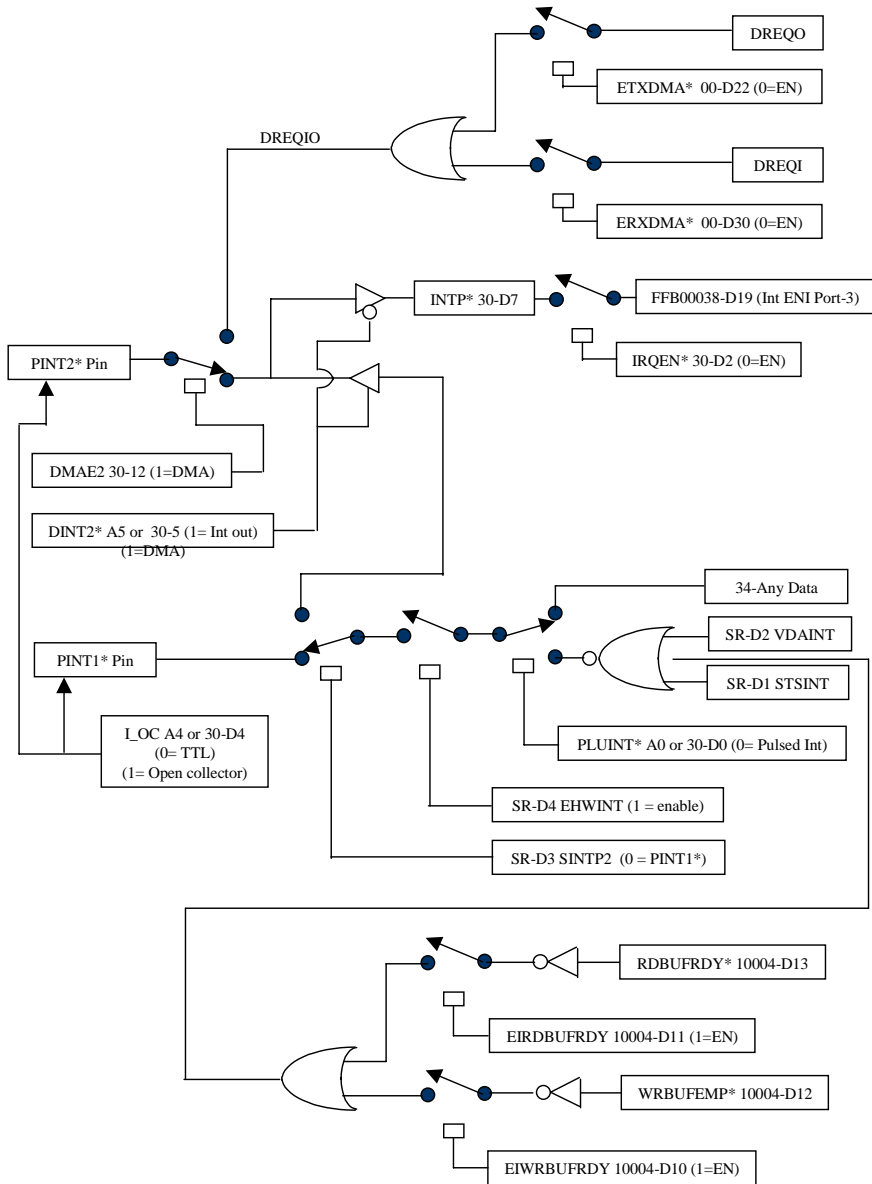 DREQO
ETXDMA* 00-D22 (0=EN)
DREQIO
DREQI
ERXDMA* 00-D30 (0=EN)
INTP* 30-D7
FFB00038-D19 (Int ENI Port-3)
PINT2* Pin
IRQEN* 30-D2 (0=EN)
DMAE2 30-12 (1=DMA)
DINT2* A5 or 30-5 (1= Int out)
(1=DMA)
34-Any Data
SR-D2 VDAINT
PINT1* Pin
SR-D1 STSINT
I_OC A4 or 30-D4
(0= TTL)
(1= Open collector)
PLUINT* A0 or 30-D0 (0= Pulsed Int)
SR-D4 EHWINT (1 = enable)
SR-D3 SINTP2 (0 = PINT1*)
RDBUFRDY* 10004-D13
EIRDBUFRDY 10004-D11 (1=EN)
WRBUFEMP* 10004-D12
EIWRBUFRDY 10004-D10 (1=EN)